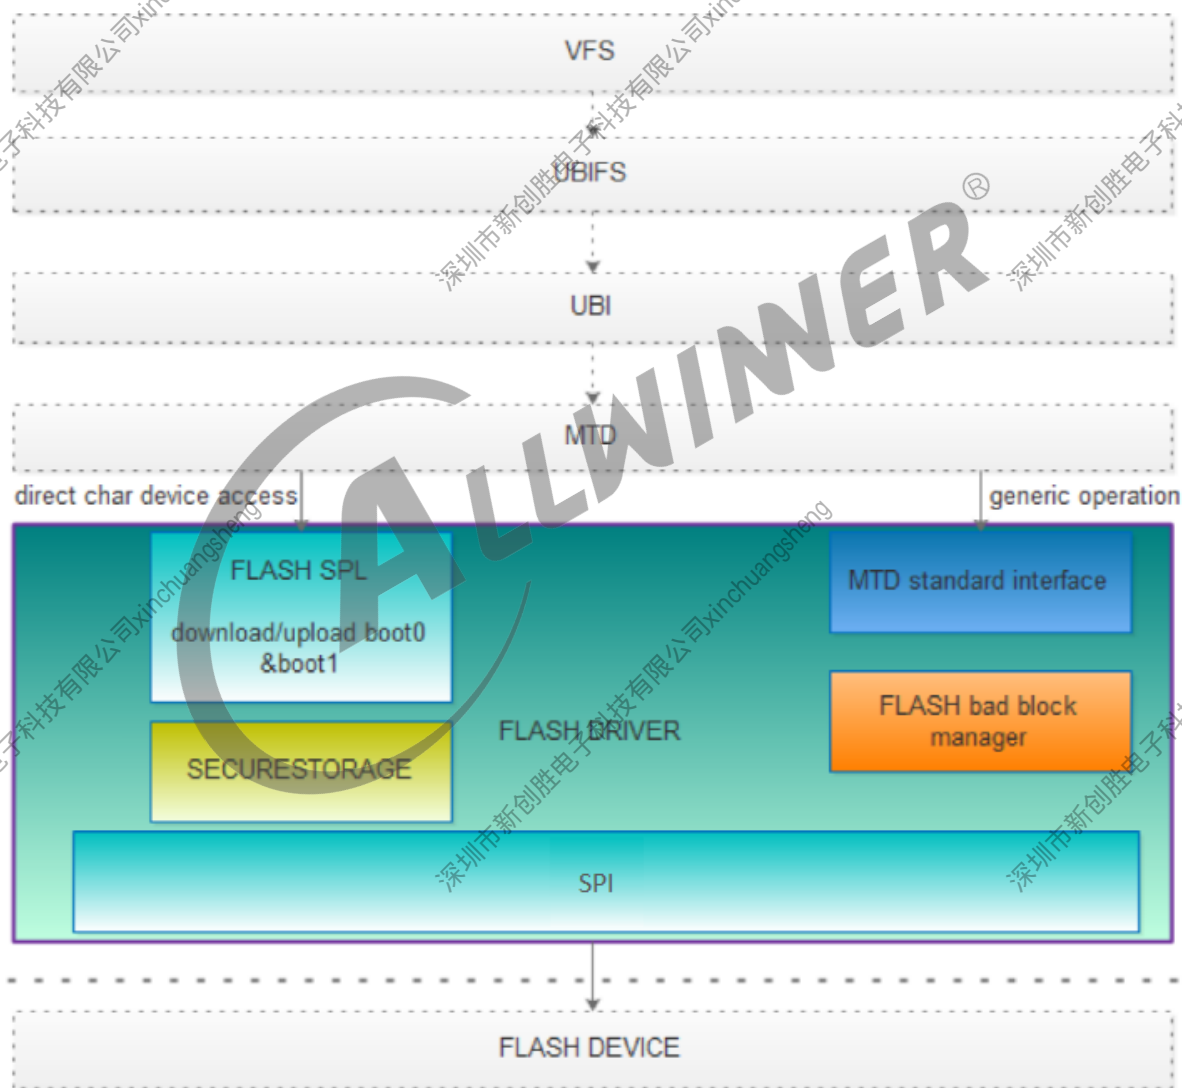 VFS
UBIFS
UBI
MTD
direct char device access
generic operation
FLASH SPL
download/upload boot0
&boot1
MTD standard interface
FLASH bad block
manager
FLASH DRIVER
SECURESTORAGE
SPI
FLASH DEVICE
ALLWINNER®
深圳市新创胜电子科技有限公司xinchuangsheng
深圳市新创胜电子科技有限公司xinchuangsheng